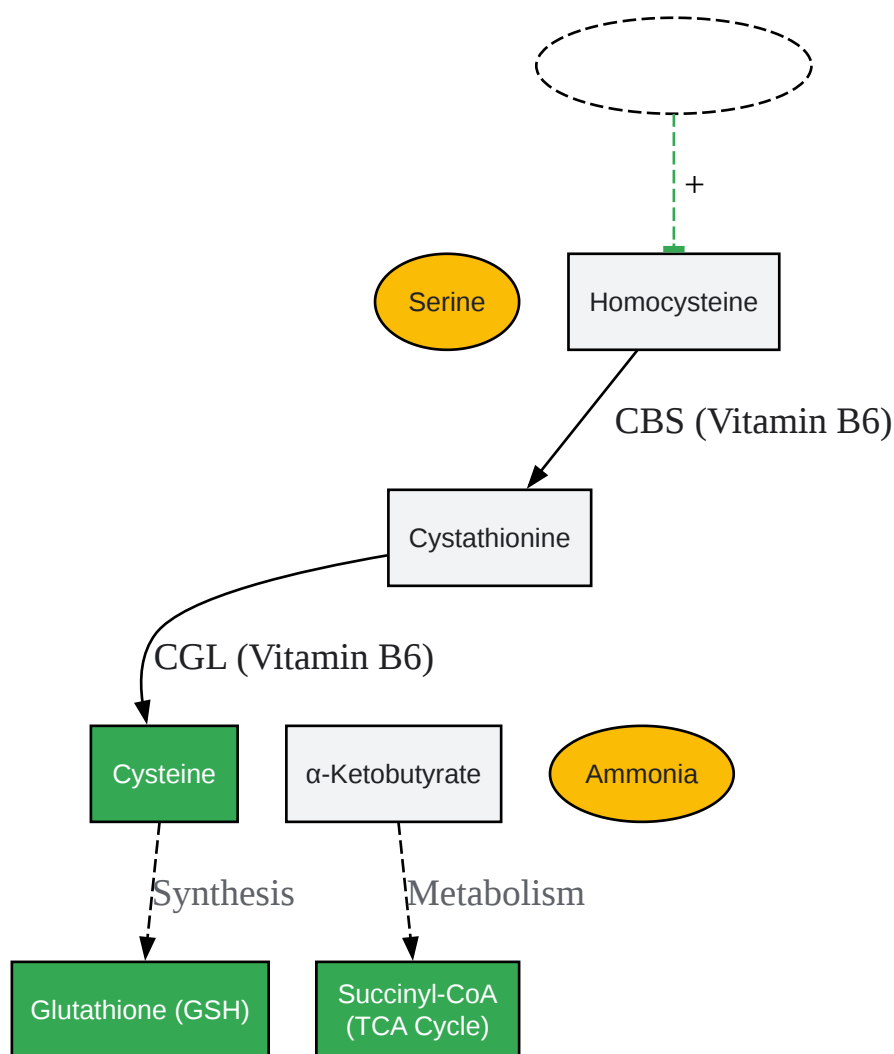 +
Serine
Homocysteine
CBS (Vitamin B6)
Cystathionine
CGL (Vitamin B6)
Cysteine
α-Ketobutyrate
Ammonia
Synthesis
Metabolism
Glutathione (GSH)
Succinyl-CoA
(TCA Cycle)